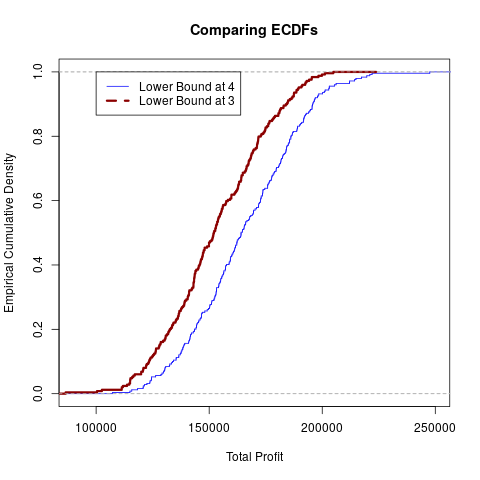 Comparing ECDFs
Lower Bound at 4
Lower Bound at 3
Empirical Cumulative Density
1.0
0.8
0.6
0.4
0.2
0.0
100000 150000 200000 250000
Total Profit